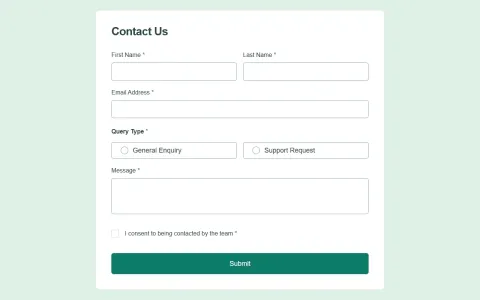 Contact Us
First Name * Last Name *
Email Address *
Query Type *
General Enquiry Support Request
Message *
I consent to being contacted by the team *
Submit